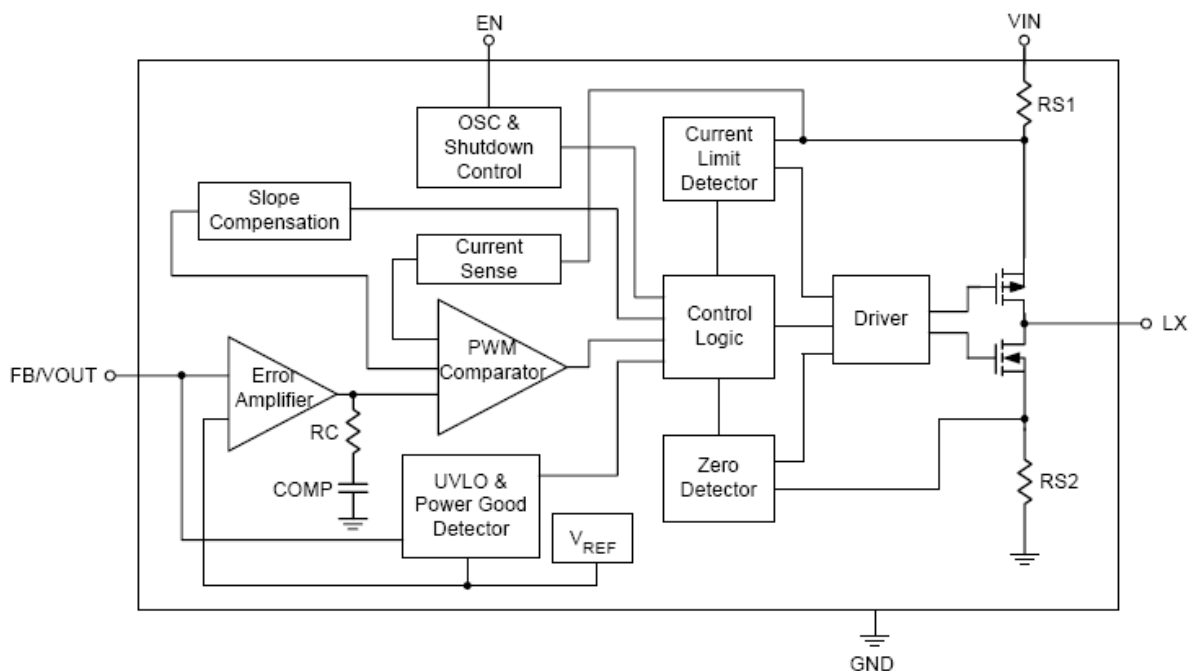 EN
VIN
RS1
OSC &
Shutdown
Control
Current
Limit
Detector
Slope
Compensation
Current
Sense
Control
Logic
Driver
LX
PWM
Comparator
FB/VOUT
Error
Amplifier
RC
COMP
UVLO &
Power Good
Detector
Zero
Detector
RS2
VREF
GND